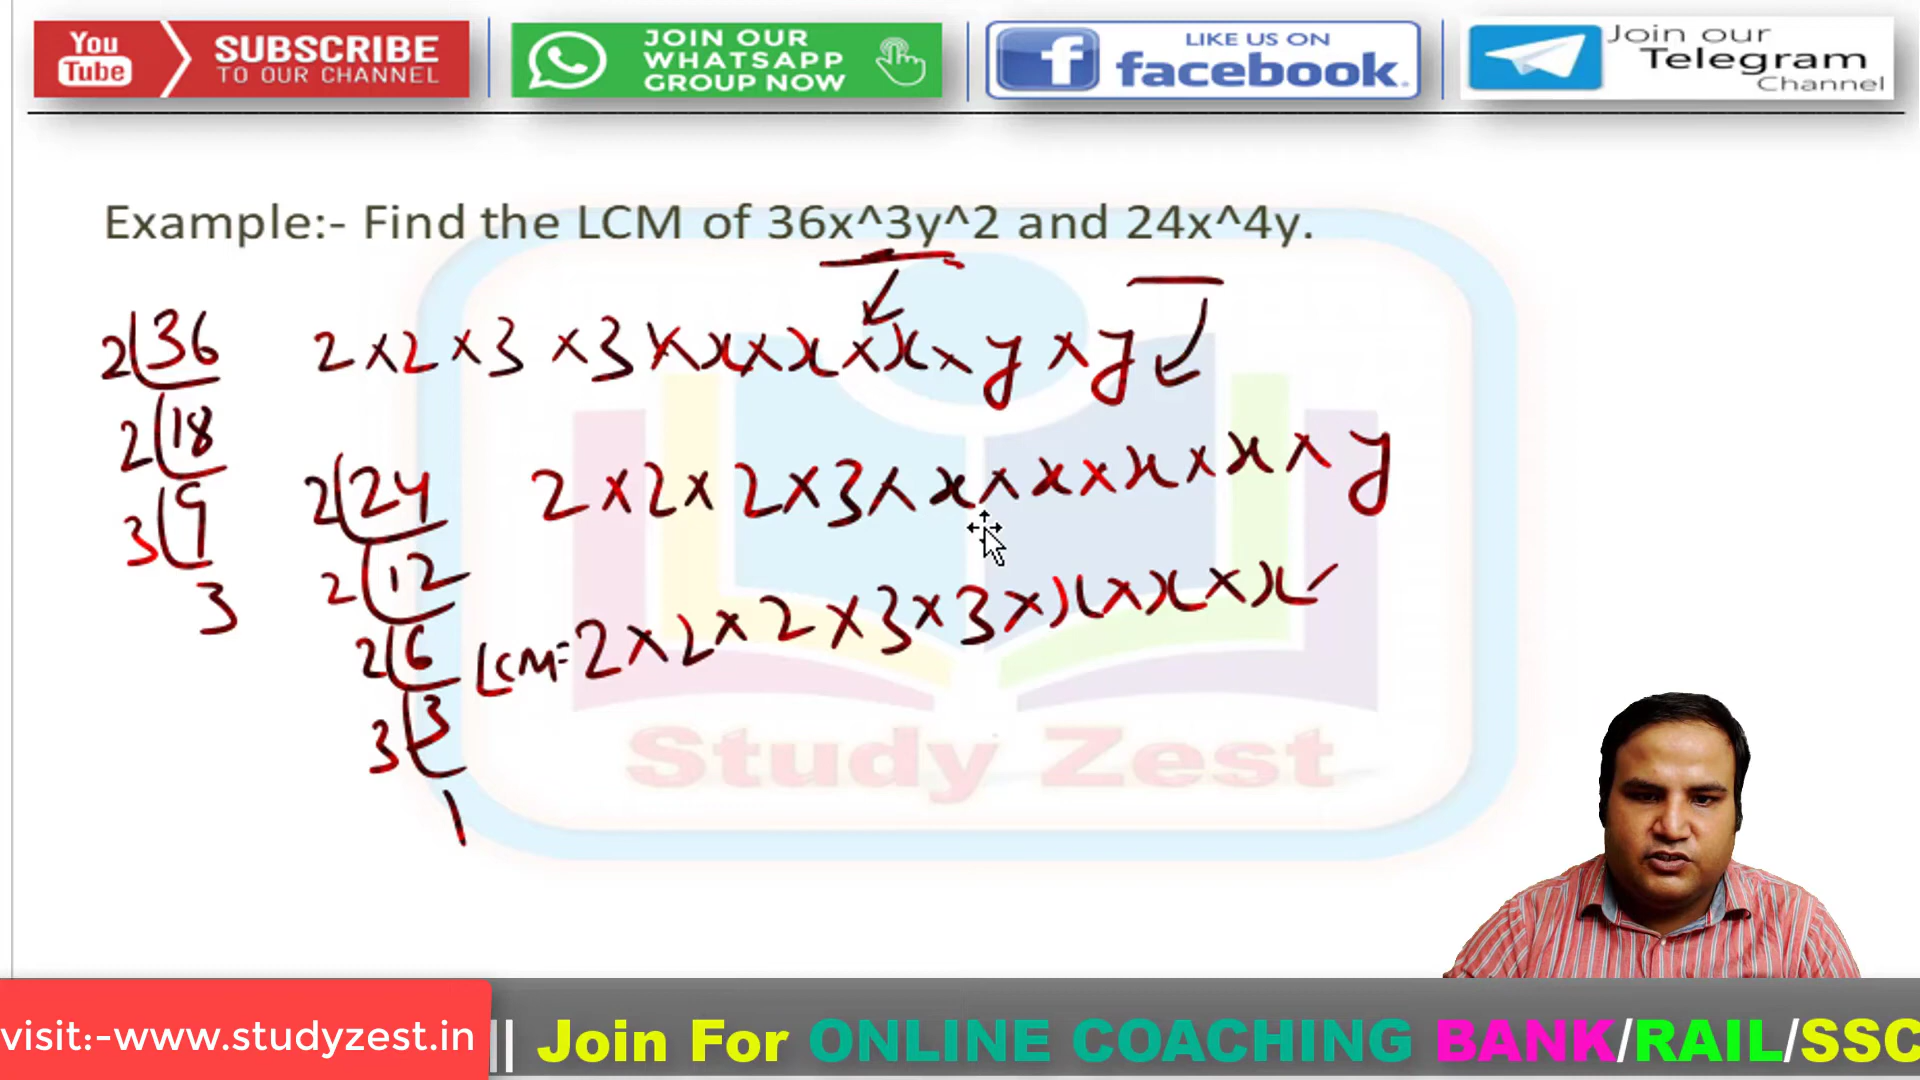 You Tube SUBSCRIBE TO OUR CHANNEL
JOIN OUR WHATSAPP GROUP NOW
LIKE US ON facebook.
Join our Telegram Channel
Example:- Find the LCM of 36x^3y^2 and 24x^4y.
2 36
2 18
3 9
3
2 × 2 × 3 × 3 × x × x × x × y × y
2 24
2 12
2 6
3 3
1
2 × 2 × 2 × 3 × x × x × x × x × y
LCM = 2 × 2 × 2 × 3 × 3 × x × x × x
Study Zest
visit:-www.studyzest.in || Join For ONLINE COACHING BANK/RAIL/SSC